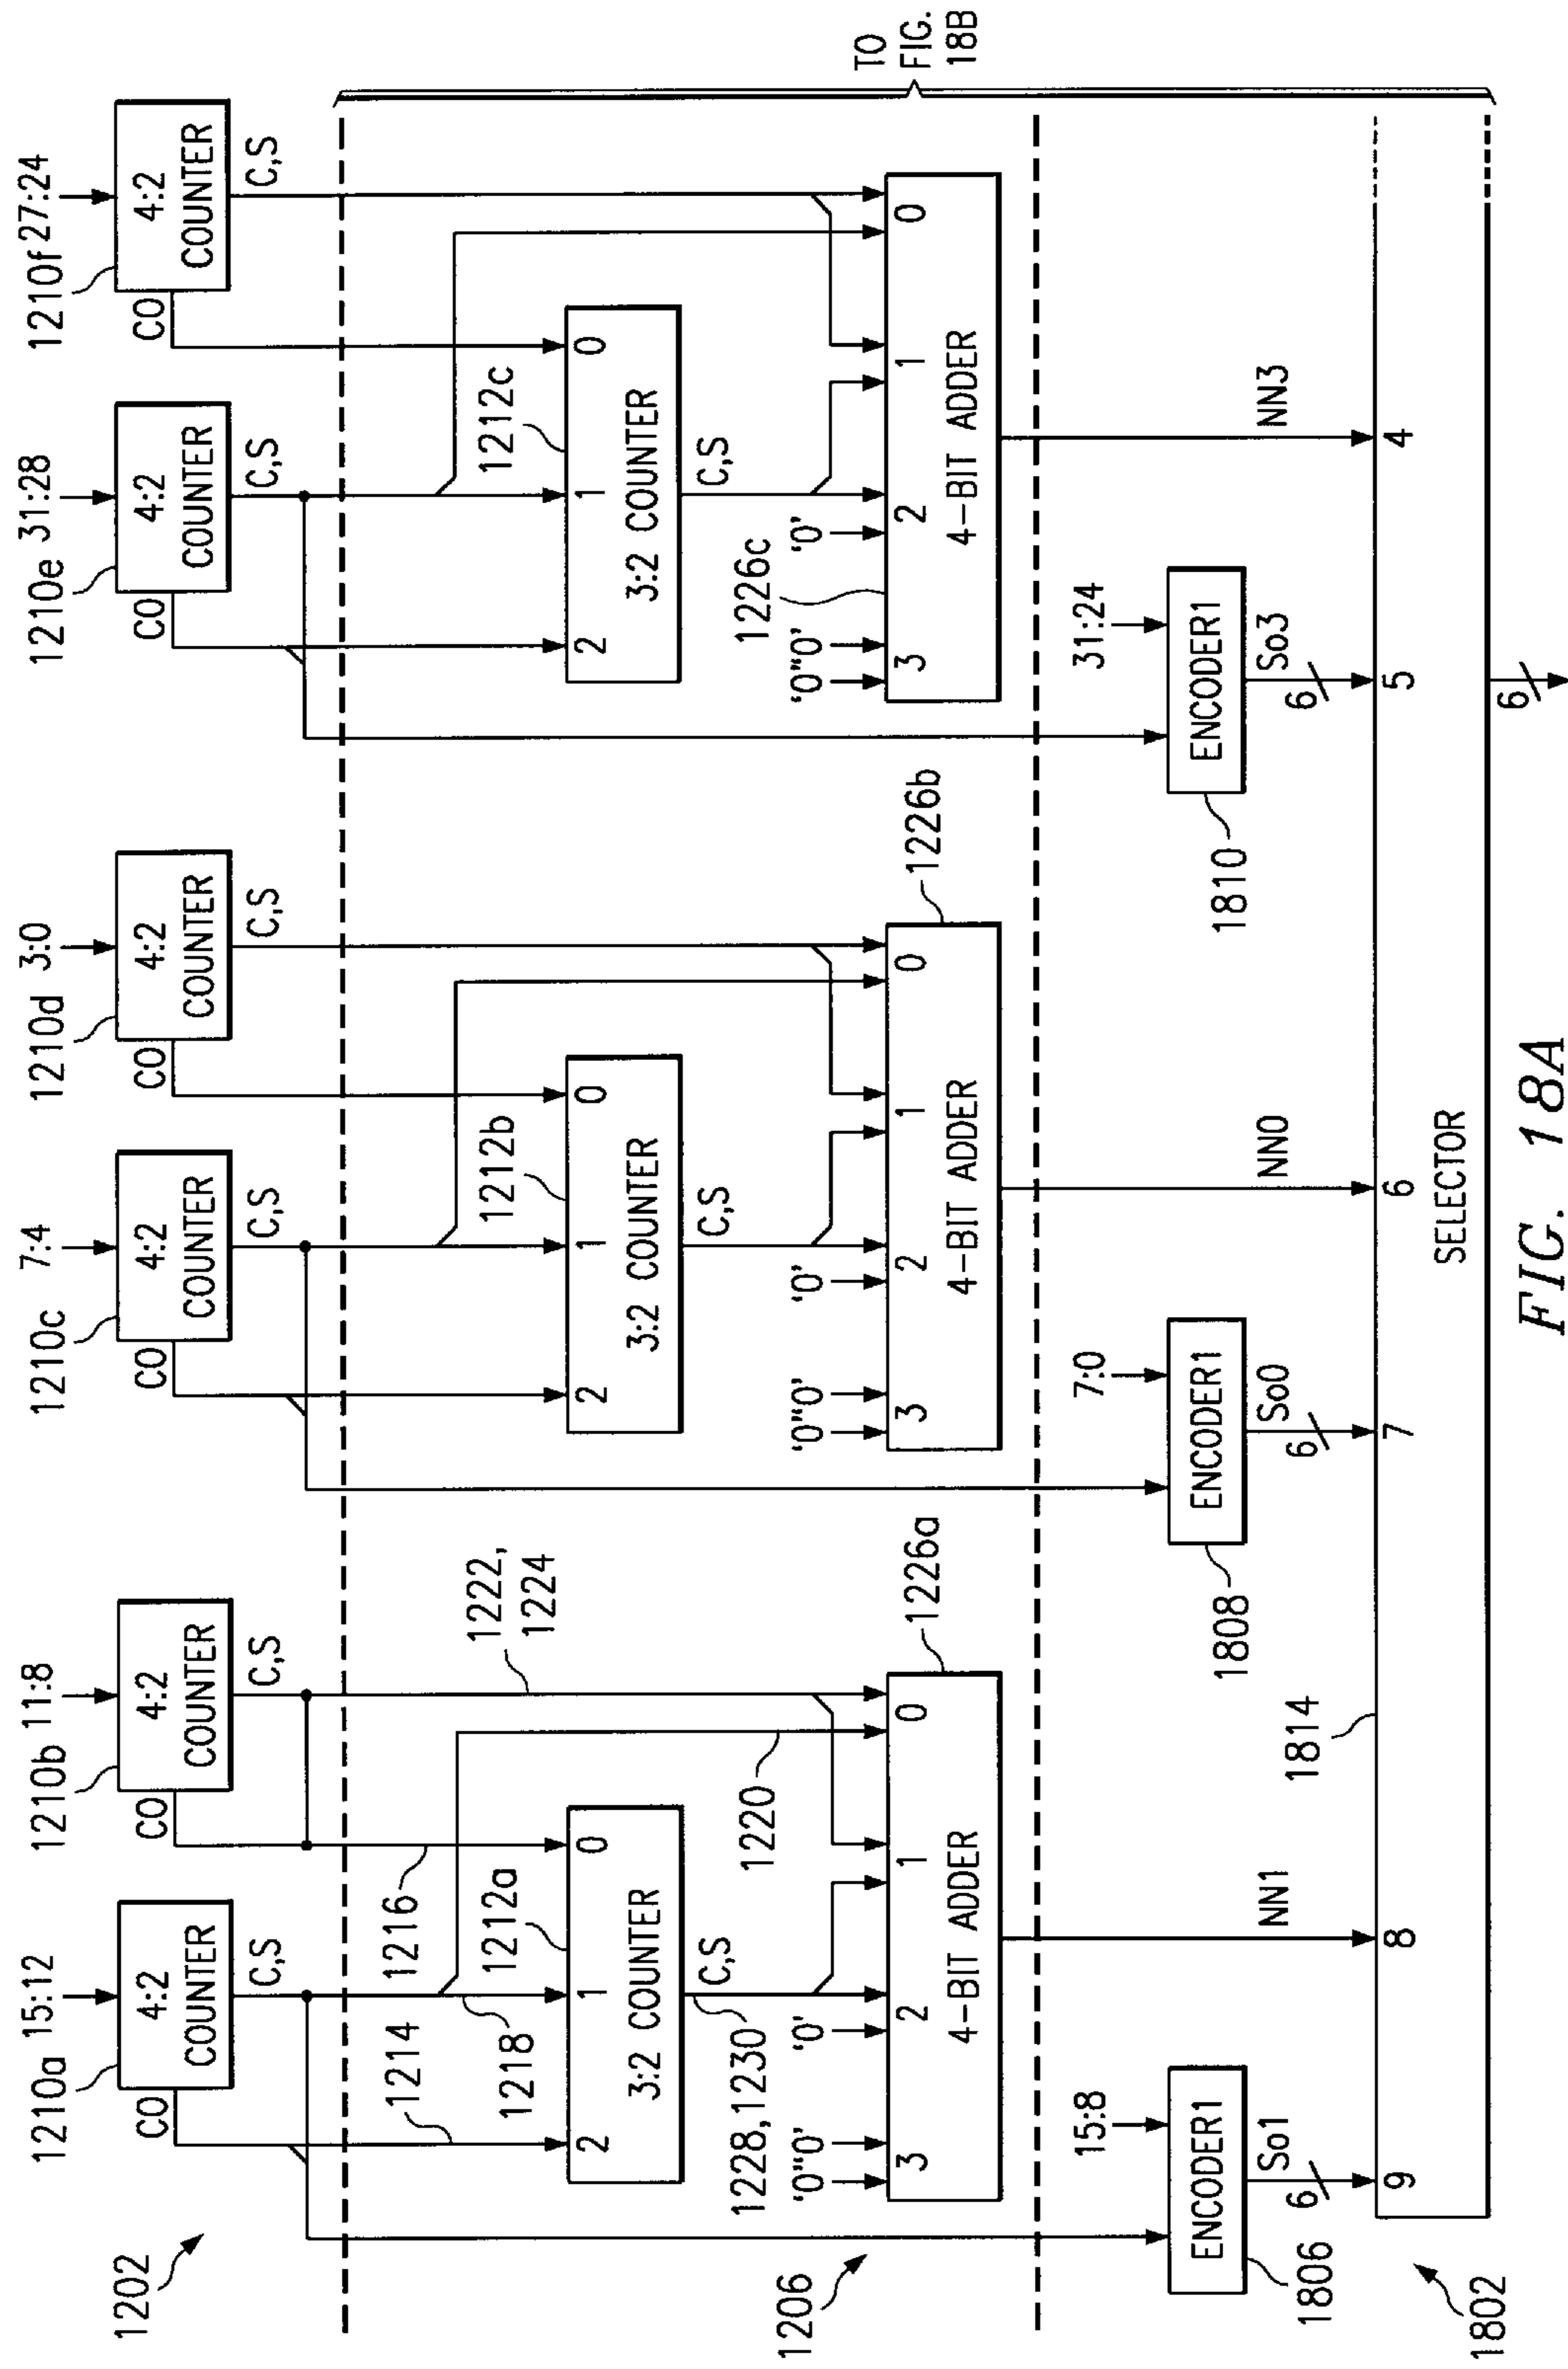 1202
1210a 15:12
4:2
COUNTER
CO
C,S
1210b 11:8
4:2
COUNTER
CO
C,S
1210c 7:4
4:2
COUNTER
CO
C,S
1210d 3:0
4:2
COUNTER
CO
C,S
1210e 31:28
4:2
COUNTER
CO
C,S
1210f 27:24
4:2
COUNTER
CO
C,S
1214
1218
1216
1212a
2 1 0
3:2 COUNTER
C,S
1222,
1224
1220
1228,1230
1212b
2 1 0
3:2 COUNTER
C,S
1212c
2 1 0
3:2 COUNTER
C,S
TO
FIG.
18B
1206
'0''0' '0'
3 2 1 0
4-BIT ADDER
1226a
'0''0' '0'
3 2 1 0
4-BIT ADDER
1226b
'0''0' '0'
1226c
3 2 1 0
4-BIT ADDER
15:8
ENCODER1
1806
So1
6
NN1
7:0
ENCODER1
1808
So0
6
NN0
31:24
ENCODER1
1810
So3
6
NN3
1802
1814
9 8 7 6 5 4
SELECTOR
6
FIG. 18A